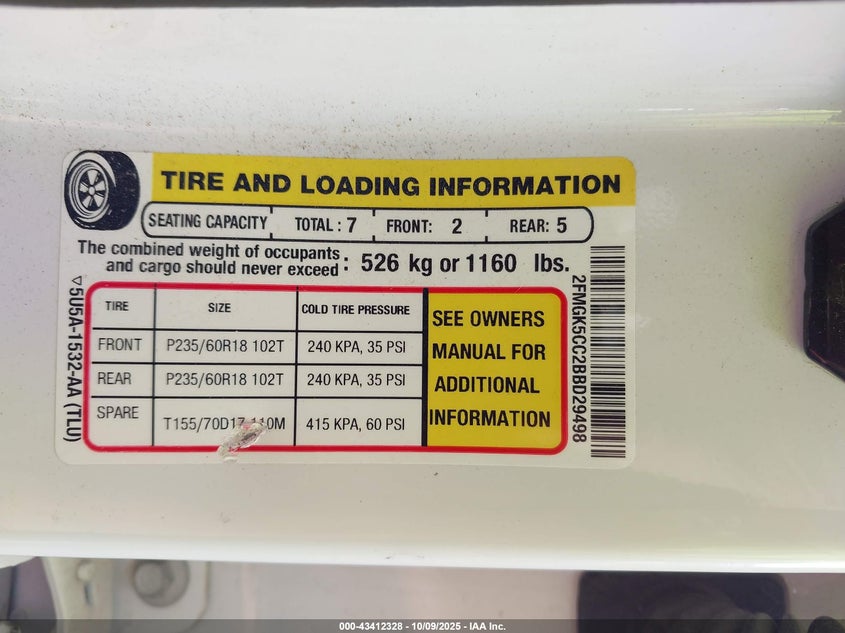 TIRE AND LOADING INFORMATION
SEATING CAPACITY TOTAL : 7 FRONT: 2 REAR: 5
The combined weight of occupants and cargo should never exceed : 526 kg or 1160 lbs.
TIRE SIZE COLD TIRE PRESSURE
FRONT P235/60R18 102T 240 KPA, 35 PSI
REAR P235/60R18 102T 240 KPA, 35 PSI
SPARE T155/70D17 110M 415 KPA, 60 PSI
SEE OWNERS
MANUAL FOR
ADDITIONAL
INFORMATION
5U5A-1532-AA (TLU)
2FMGK5CC2BBD29498
000-43412328 - 10/09/2025 - IAA Inc.